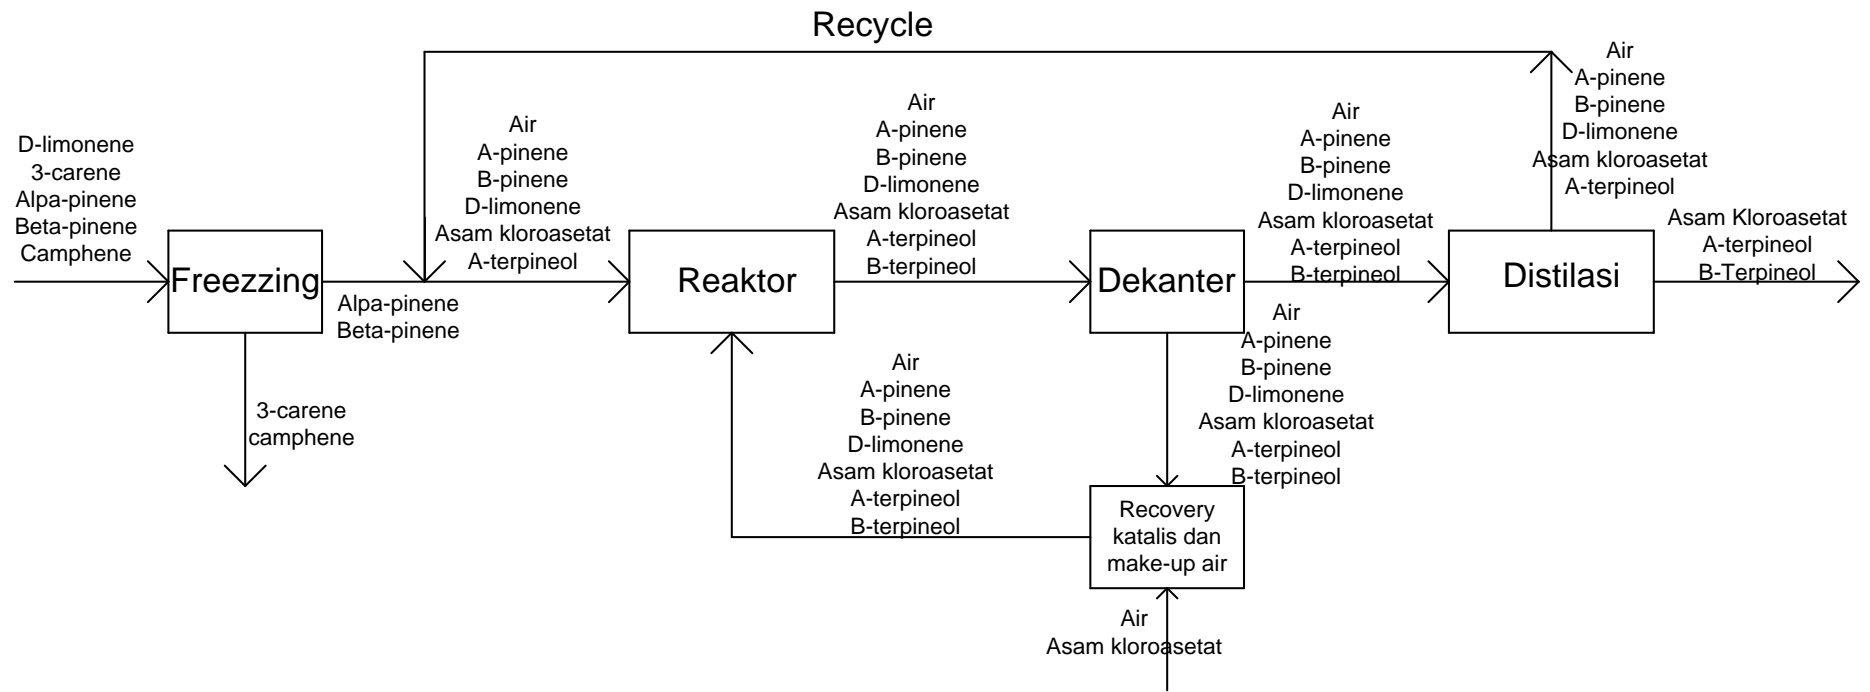 Recycle
D-limonene
3-carene
Alpa-pinene
Beta-pinene
Camphene
Freezzing
3-carene
camphene
Alpa-pinene
Beta-pinene
Air
A-pinene
B-pinene
D-limonene
Asam kloroasetat
A-terpineol
Reaktor
Air
A-pinene
B-pinene
D-limonene
Asam kloroasetat
A-terpineol
B-terpineol
Dekanter
Air
A-pinene
B-pinene
D-limonene
Asam kloroasetat
A-terpineol
B-terpineol
Distilasi
Air
A-pinene
B-pinene
D-limonene
Asam kloroasetat
A-terpineol
Asam Kloroasetat
A-terpineol
B-Terpineol
Air
A-pinene
B-pinene
D-limonene
Asam kloroasetat
A-terpineol
B-terpineol
Air
A-pinene
B-pinene
D-limonene
Asam kloroasetat
A-terpineol
B-terpineol
Recovery
katalis dan
make-up air
Air
Asam kloroasetat